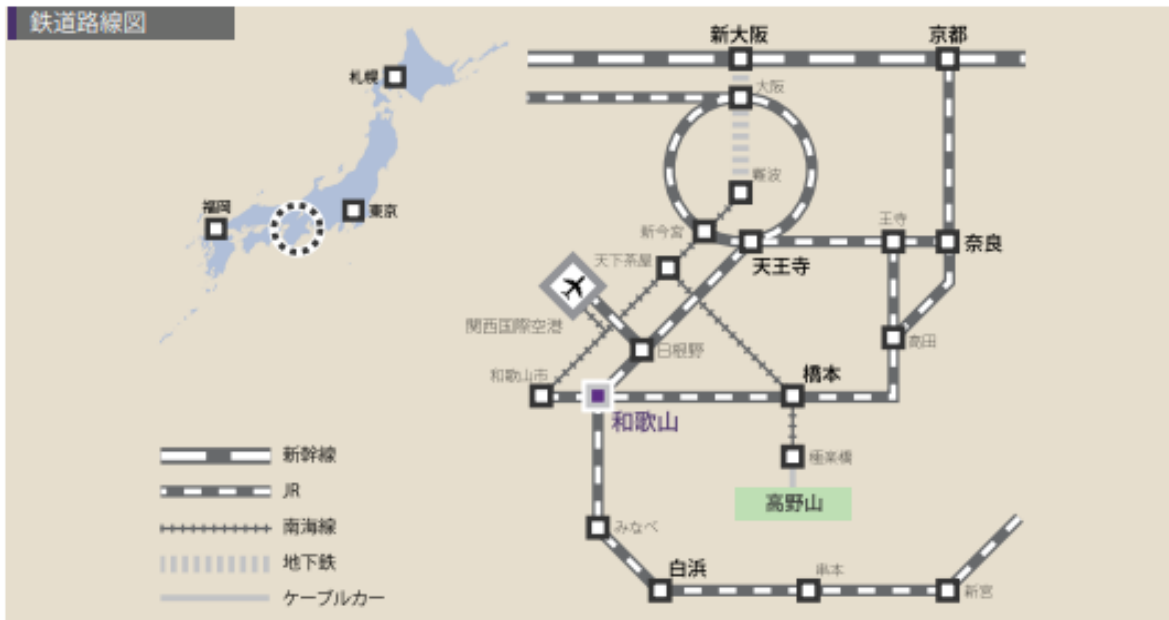 鉄道路線図
札幌
福岡
東京
新大阪
京都
大阪
難波
新今宮
天王寺
王寺
奈良
天下茶屋
関西国際空港
日根野
高田
和歌山市
和歌山
橋本
極楽橋
高野山
みなべ
白浜
串本
新宮
新幹線
JR
南海線
地下鉄
ケーブルカー